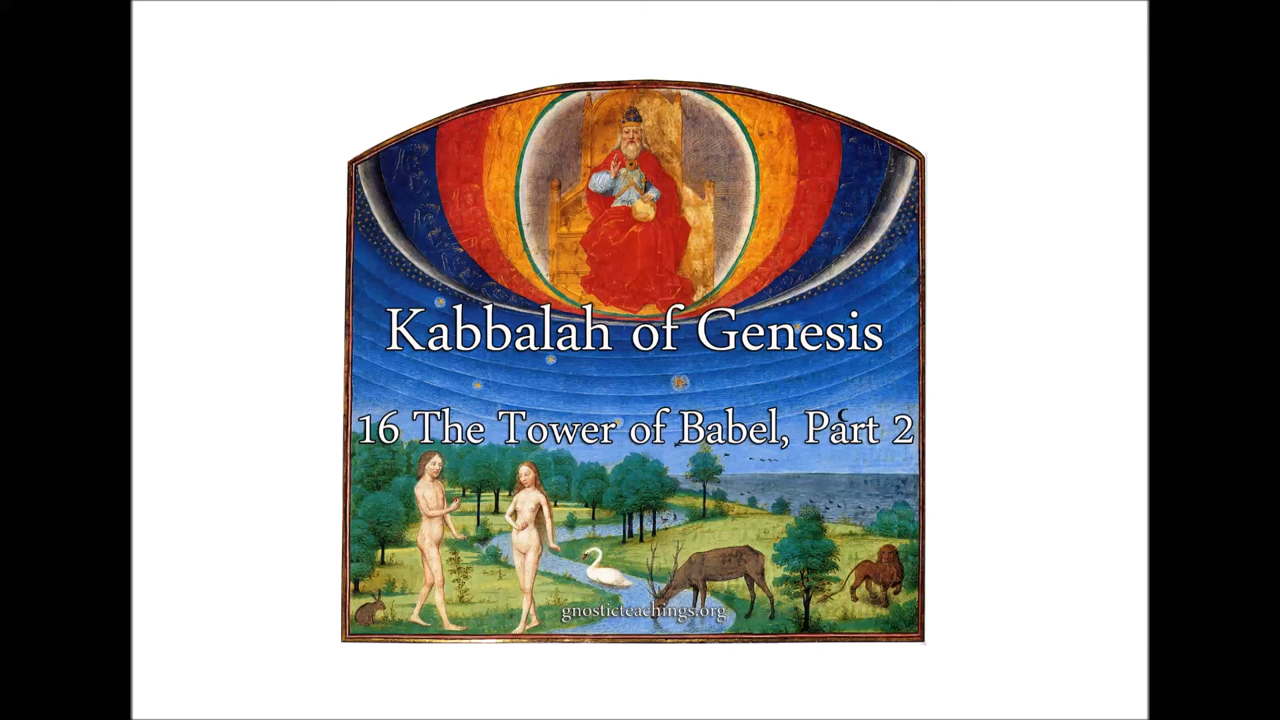 Kabbalah of Genesis
16 The Tower of Babel, Part 2
gnosticteachings.org